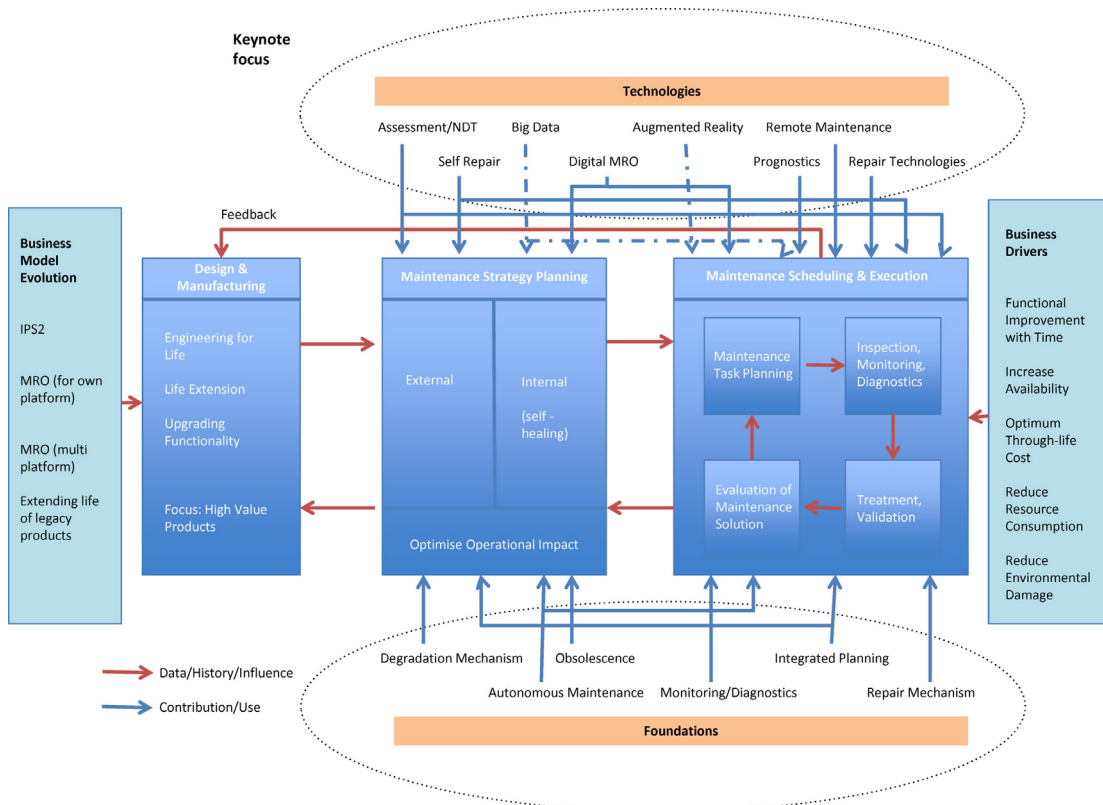 Keynote
focus
Technologies
Assessment/NDT
Big Data
Augmented Reality
Remote Maintenance
Self Repair
Digital MRO
Prognostics
Repair Technologies
Feedback
Business
Model
Evolution
IPS2
MRO (for own
platform)
MRO (multi
platform)
Extending life
of legacy
products
Design &
Manufacturing
Engineering for
Life
Life Extension
Upgrading
Functionality
Focus: High Value
Products
Maintenance Strategy Planning
External
Internal
(self -
healing)
Optimise Operational Impact
Maintenance Scheduling & Execution
Maintenance
Task Planning
Inspection,
Monitoring,
Diagnostics
Evaluation of
Maintenance
Solution
Treatment,
Validation
Business
Drivers
Functional
Improvement
with Time
Increase
Availability
Optimum
Through-life
Cost
Reduce
Resource
Consumption
Reduce
Environmental
Damage
Degradation Mechanism
Obsolescence
Integrated Planning
Autonomous Maintenance
Monitoring/Diagnostics
Repair Mechanism
Foundations
Data/History/Influence
Contribution/Use